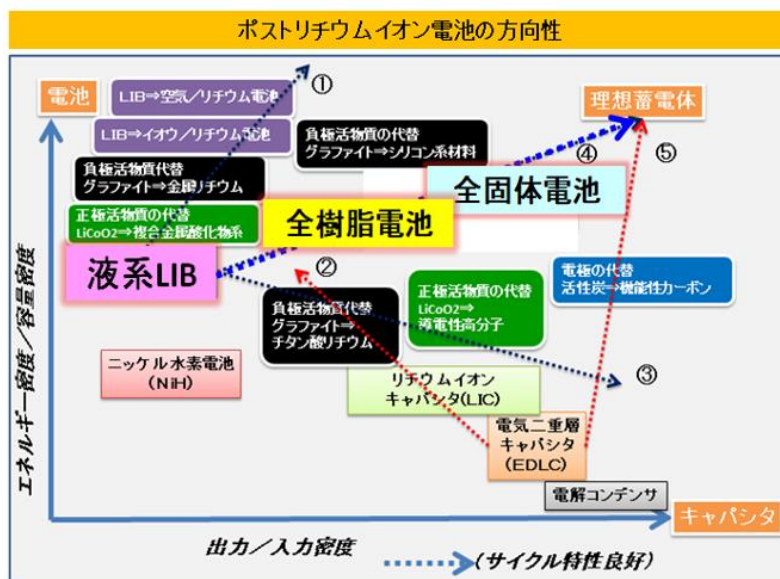 ポストリチウムイオン電池の方向性
電池
LIB⇒空気/リチウム電池
①
LIB⇒イオウ/リチウム電池
負極活物質の代替
グラファイト⇒シリコン系材料
理想蓄電体
④
⑤
負極活物質代替
グラファイト⇒金属リチウム
全固体電池
正極活物質の代替
LiCoO2⇒複合金属酸化物系
全樹脂電池
液系LIB
②
負極活物質代替
グラファイト⇒
チタン酸リチウム
正極活物質の代替
LiCoO2⇒
導電性高分子
電極の代替
活性炭⇒機能性カーボン
ニッケル水素電池
(NiH)
リチウムイオン
キャパシタ(LIC)
③
電気二重層
キャパシタ
(EDLC)
電解コンデンサ
キャパシタ
エネルギー密度/容量密度
出力/入力密度
(サイクル特性良好)